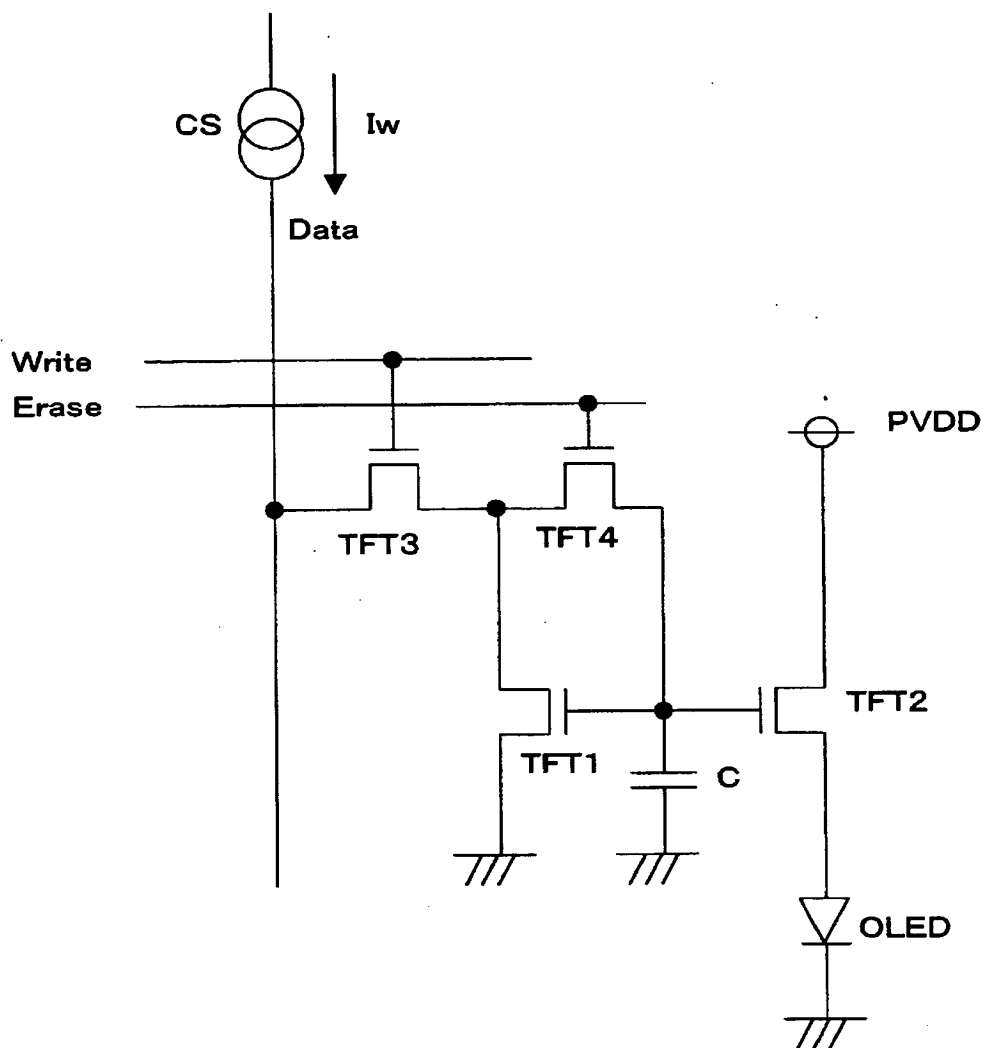 CS
Iw
Data
Write
Erase
PVDD
TFT3
TFT4
TFT2
TFT1
C
OLED